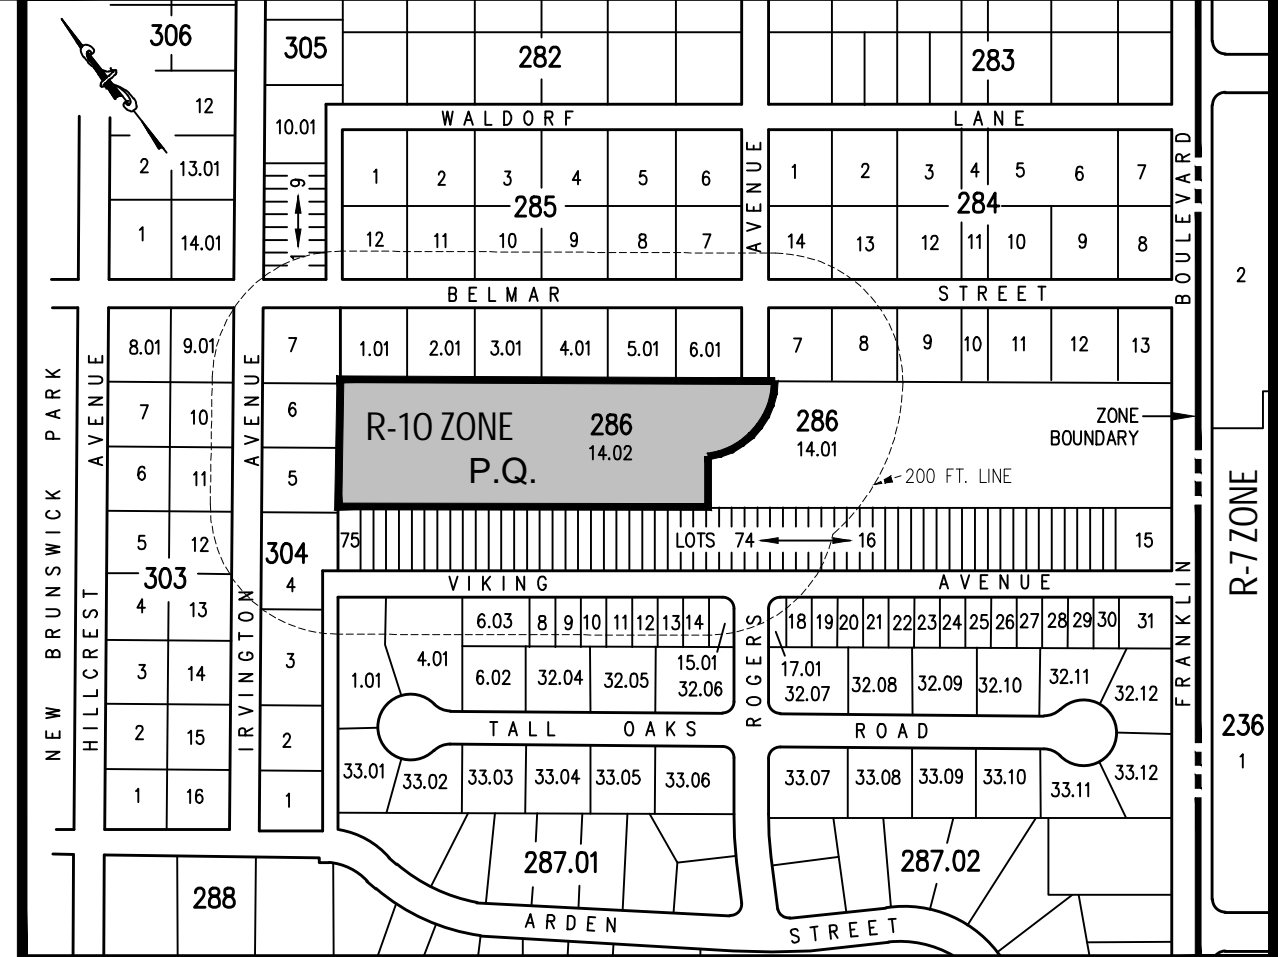 306
305
282
283
12
10.01
WALDORF LANE
2
13.01
6
1
1 2 3 4 5 6
285
12 11 10 9 8 7
AVENUE
1 2 3 4 5 6 7
284
14 13 12 11 10 9 8
BOULEVARD
1
14.01
2
BELMAR STREET
8.01 9.01
7
1.01 2.01 3.01 4.01 5.01 6.01
7 8 9 10 11 12 13
NEW BRUNSWICK PARK
HILLCREST AVENUE
IRVINGTON AVENUE
7 10
6
6 11
5
R-10 ZONE
P.Q.
286
14.02
286
14.01
ZONE
BOUNDARY
200 FT. LINE
R-7 ZONE
5 12
303
304
4
75
LOTS 74 16
15
VIKING AVENUE
4 13
3 14
3
2 15
2
1 16
1
6.03 8 9 10 11 12 13 14
15.01
ROGERS
18 19 20 21 22 23 24 25 26 27 28 29 30 31
17.01
FRANKLIN
1.01
4.01
6.02 32.04 32.05 32.06
32.07 32.08 32.09 32.10 32.11 32.12
TALL OAKS ROAD
236
1
33.01 33.02 33.03 33.04 33.05 33.06
33.07 33.08 33.09 33.10 33.11 33.12
287.01
287.02
288
ARDEN STREET